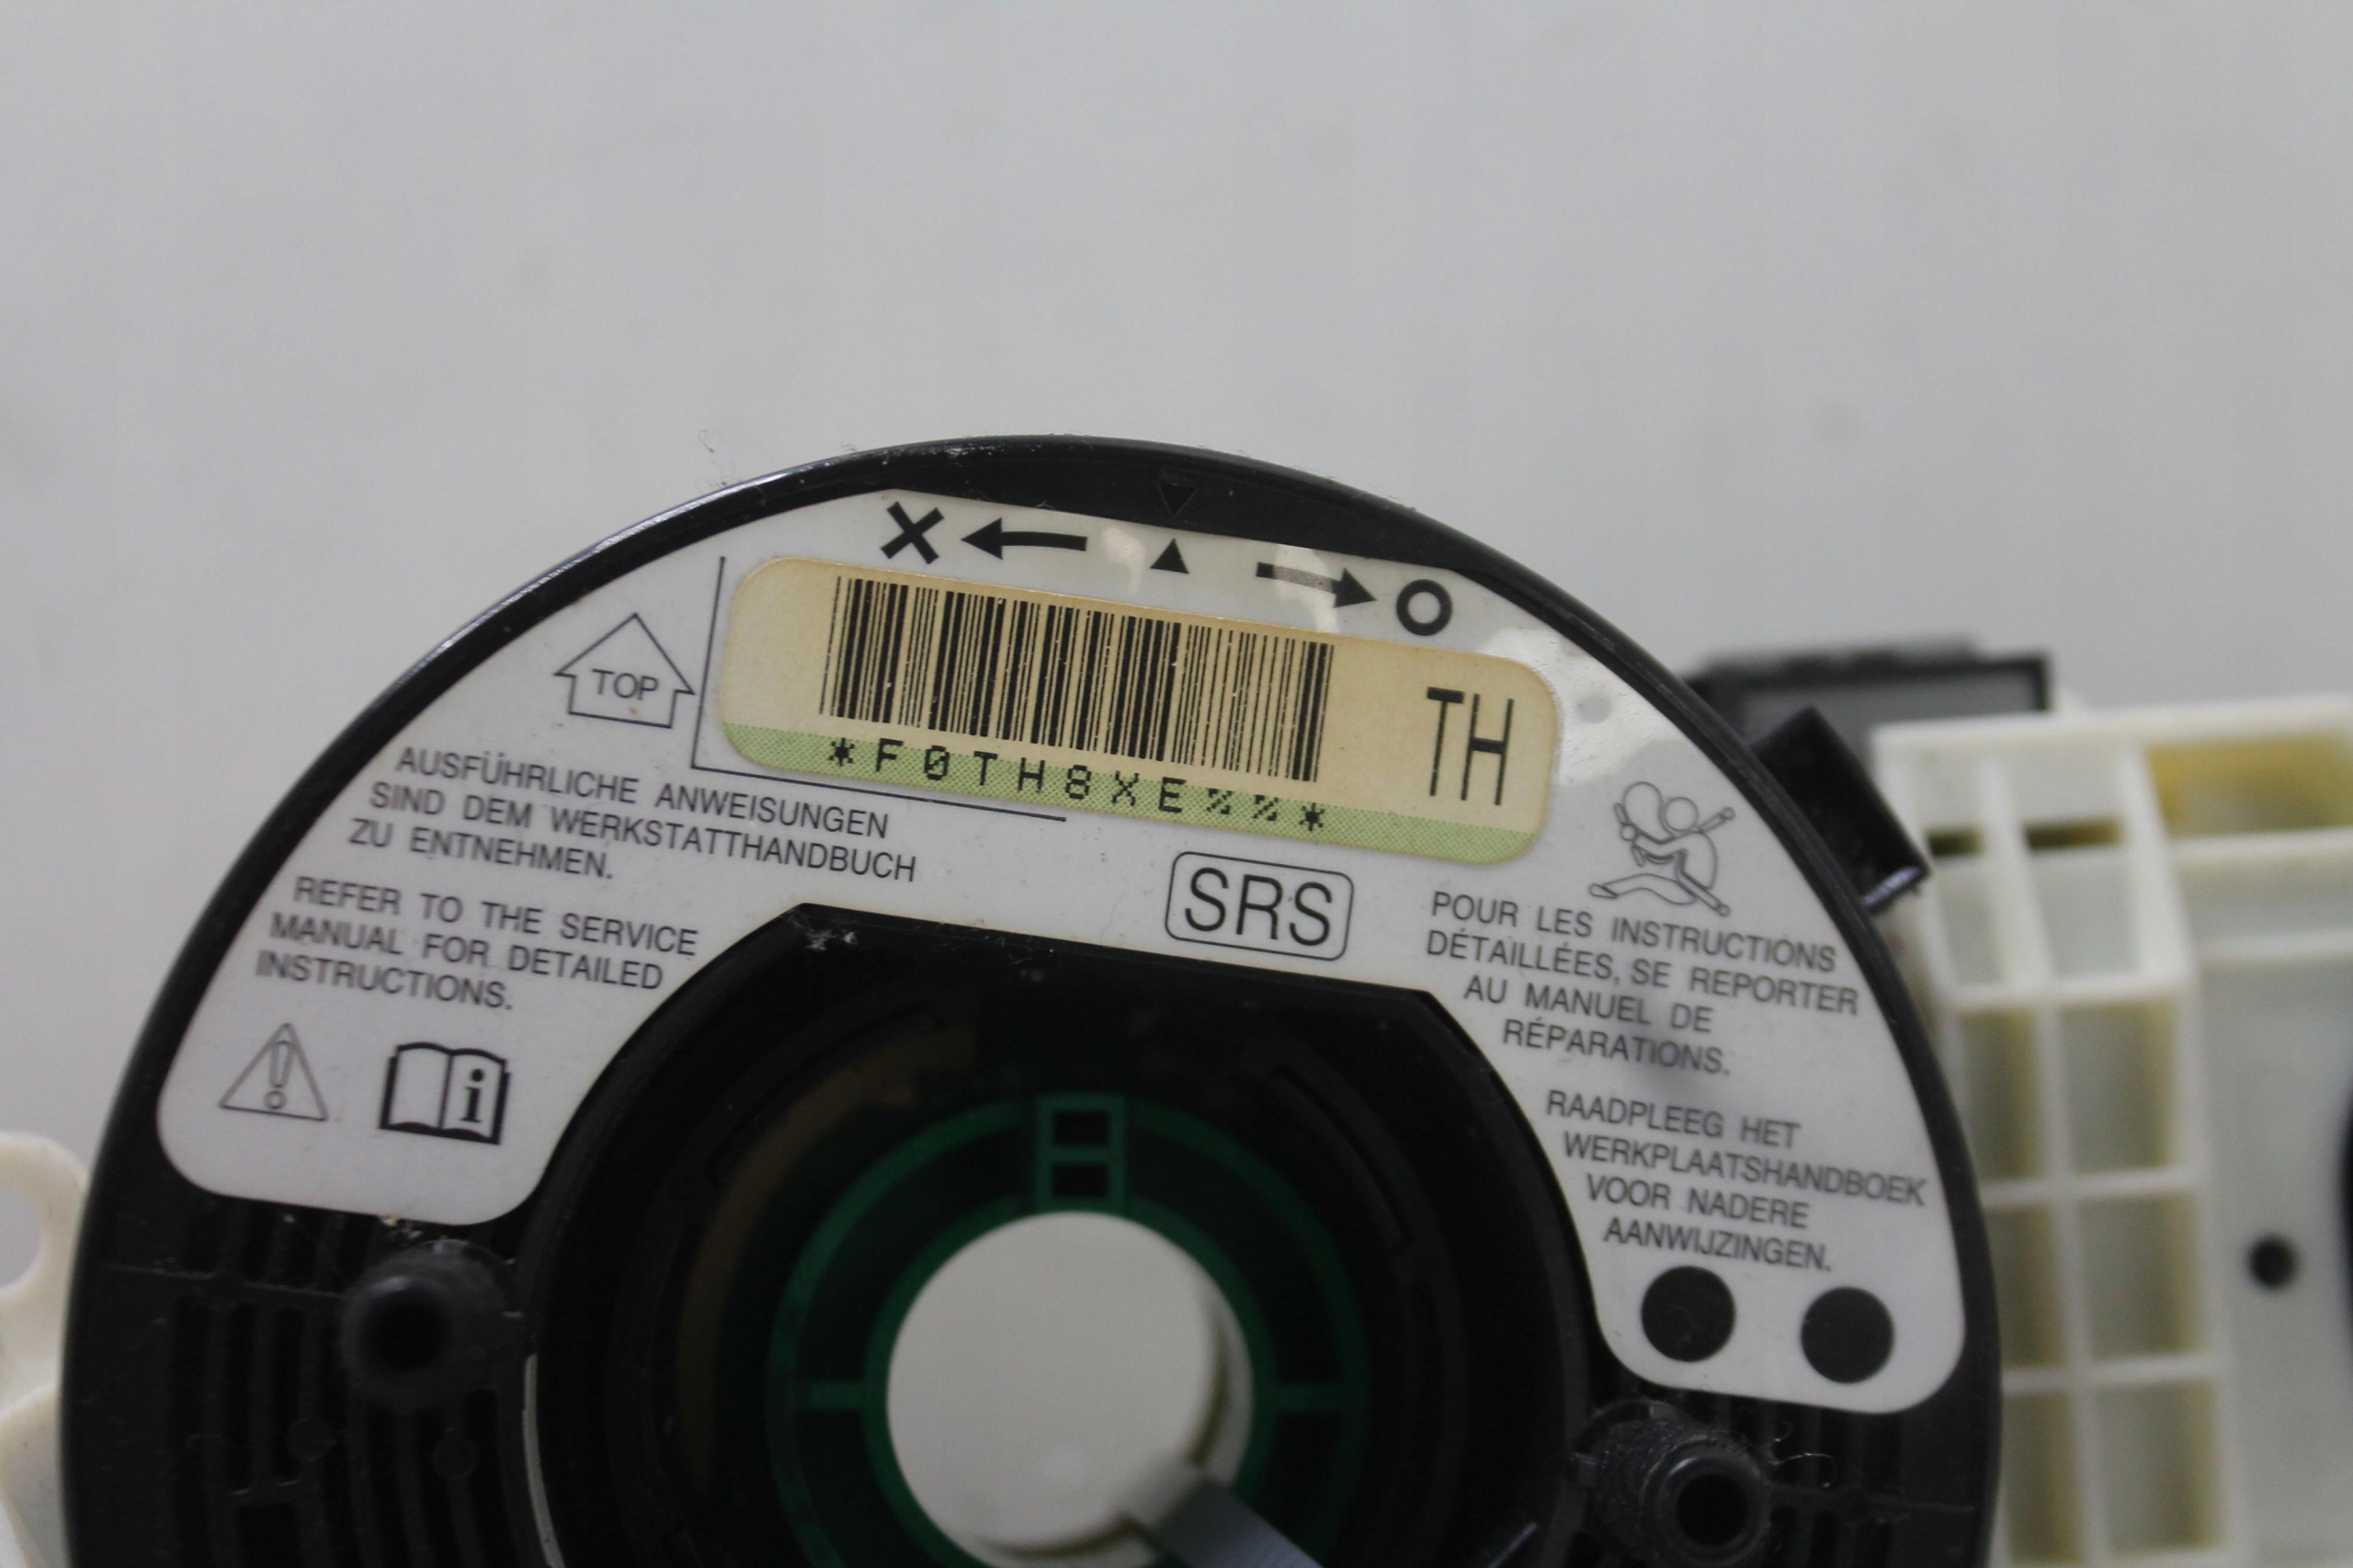 TOP
*F0TH8XE%%*
TH
AUSFÜHRLICHE ANWEISUNGEN
SIND DEM WERKSTATTHANDBUCH
ZU ENTNEHMEN.
REFER TO THE SERVICE
MANUAL FOR DETAILED
INSTRUCTIONS.
i
SRS
POUR LES INSTRUCTIONS
DÉTAILLÉES, SE REPORTER
AU MANUEL DE
RÉPARATIONS.
RAADPLEEG HET
WERKPLAATSHANDBOEK
VOOR NADERE
AANWIJZINGEN.